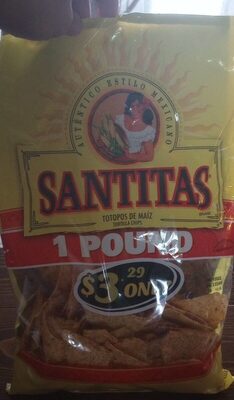 AUTÉNTICO ESTILO MEXICANO
SANTITAS
TOTOPOS DE MAÍZ
TORTILLA CHIPS
1 POUND
$3.29
ONLY